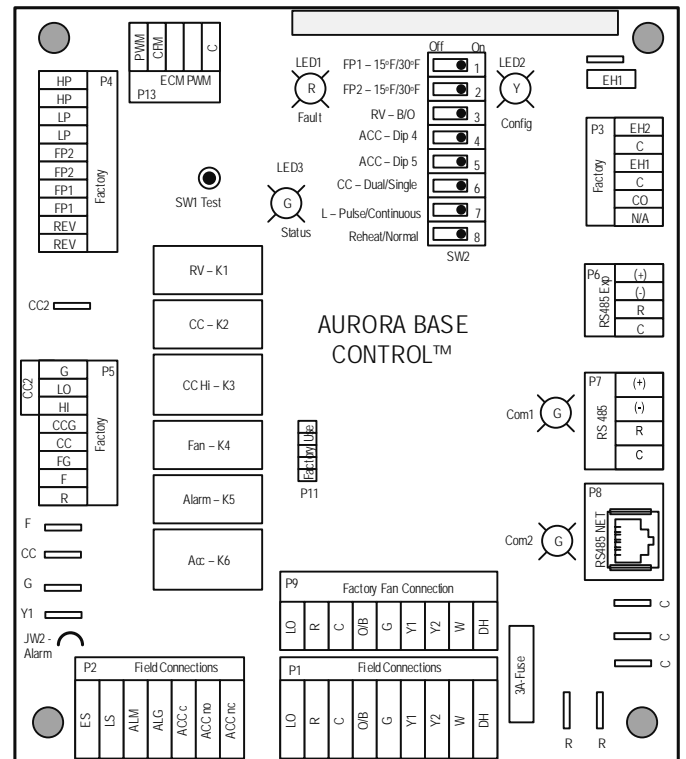 PWM
CFM
C
P13
ECM PWM
HP
HP
LP
LP
FP2
FP2
FP1
FP1
REV
REV
P4
Factory
SW1 Test
LED1
R
Fault
LED3
G
Status
Off
On
FP1 – 15ºF/30ºF
1
FP2 – 15ºF/30ºF
2
RV – B/O
3
ACC – Dip 4
4
ACC – Dip 5
5
CC – Dual/Single
6
L – Pulse/Continuous
7
Reheat/Normal
8
SW2
LED2
Y
Config
EH1
P3
Factory
EH2
C
EH1
C
CO
N/A
P6
RS485 Exp
(+)
(-)
R
C
P7
RS 485
(+)
(-)
R
C
Com1
G
P8
RS485 NET
Com2
G
AURORA BASE
CONTROL™
RV – K1
CC – K2
CC Hi – K3
Fan – K4
Alarm – K5
Acc – K6
Factory Use
P11
CC2
CC2
G
LO
HI
CCG
CC
FG
F
R
P5
Factory
F
CC
G
Y1
JW2 -
Alarm
P9
Factory Fan Connection
LO
R
C
O/B
G
Y1
Y2
W
DH
P2
Field Connections
ES
LS
ALM
ALG
ACC c
ACC no
ACC nc
P1
Field Connections
LO
R
C
O/B
G
Y1
Y2
W
DH
3A-Fuse
C
C
C
R
R